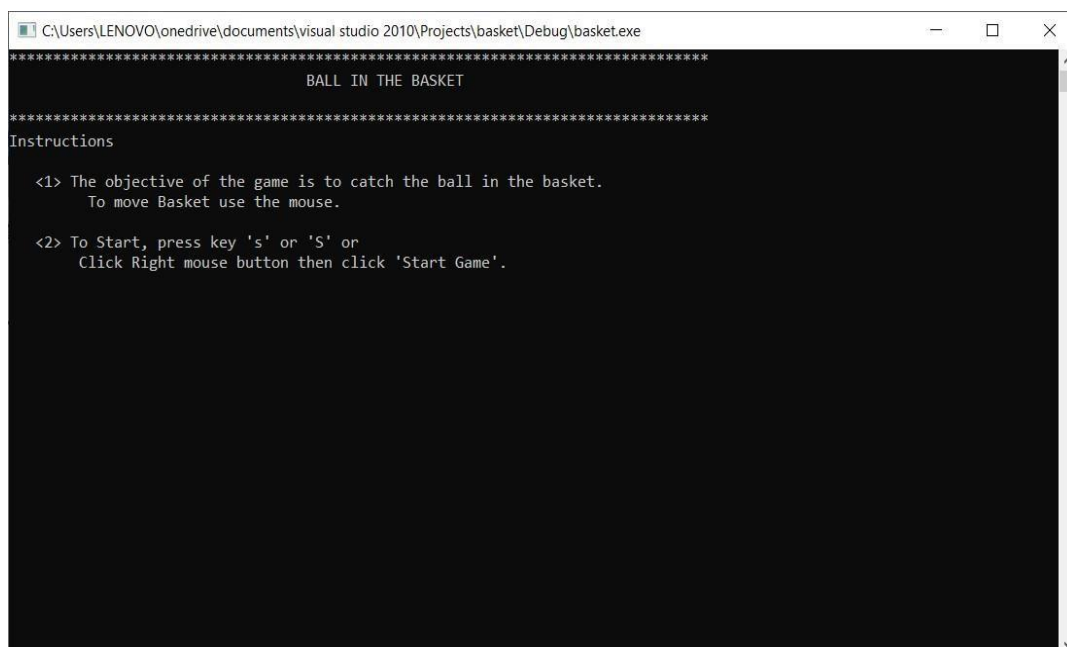 C:\Users\LENOVO\onedrive\documents\visual studio 2010\Projects\basket\Debug\basket.exe
********************************************************************************
BALL IN THE BASKET
********************************************************************************
Instructions
<1> The objective of the game is to catch the ball in the basket.
To move Basket use the mouse.
<2> To Start, press key 's' or 'S' or
Click Right mouse button then click 'Start Game'.